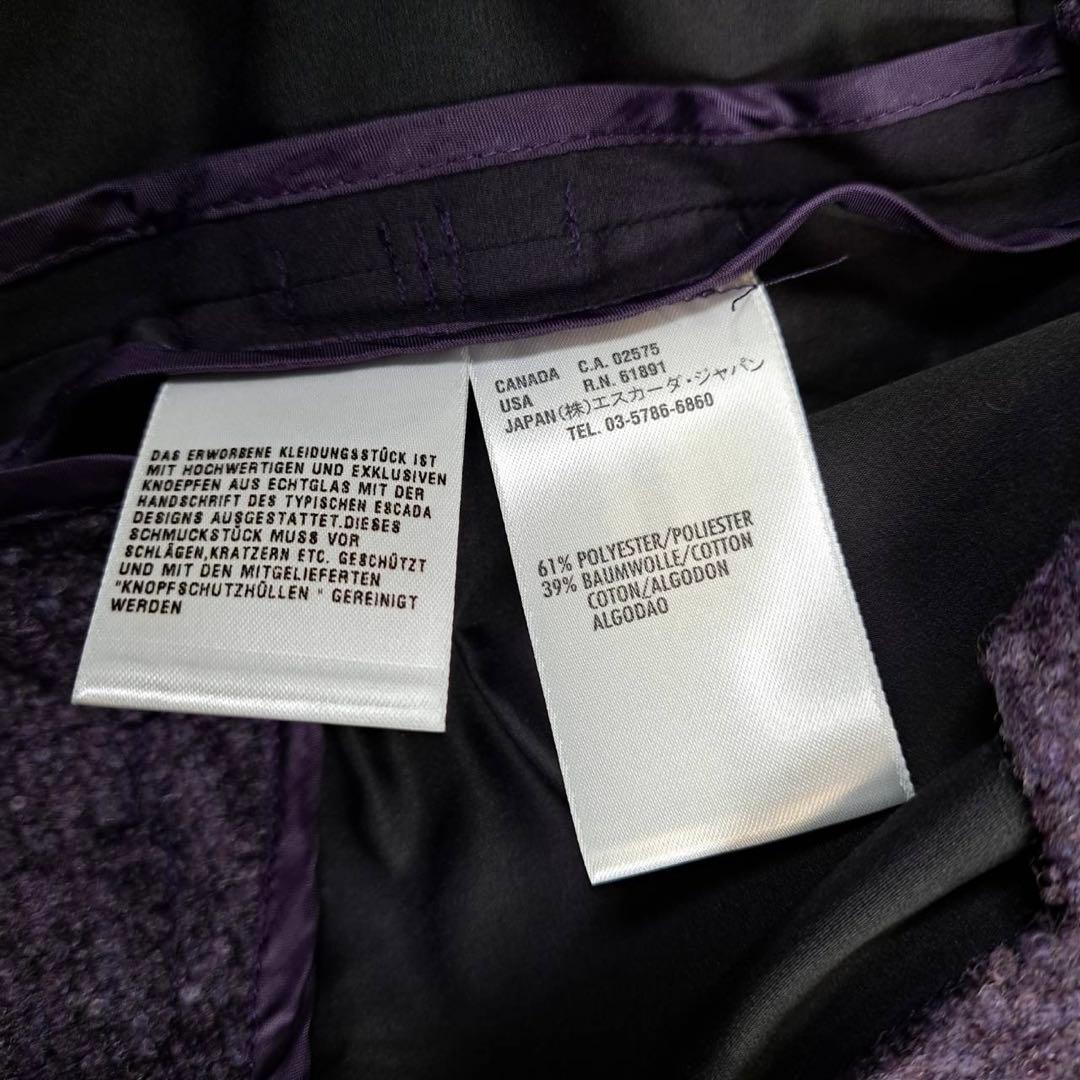 DAS ERWORBENE KLEIDUNGSSTÜCK IST
MIT HOCHWERTIGEN UND EXKLUSIVEN
KNOEPFEN AUS ECHTGLAS MIT DER
HANDSCHRIFT DES TYPISCHEN ESCADA
DESIGNS AUSGESTATTET.DIESES
SCHMUCKSTÜCK MUSS VOR
SCHLÄGEN,KRATZERN ETC. GESCHÜTZT
UND MIT DEN MITGELIEFERTEN
"KNOPFSCHUTZHÜLLEN " GEREINIGT
WERDEN
CANADA C.A. 02575
USA R.N. 61891
JAPAN(株)エスカーダ・ジャパン
TEL. 03-5786-6860
61% POLYESTER/POLIESTER
39% BAUMWOLLE/COTTON
COTON/ALGODON
ALGODAO